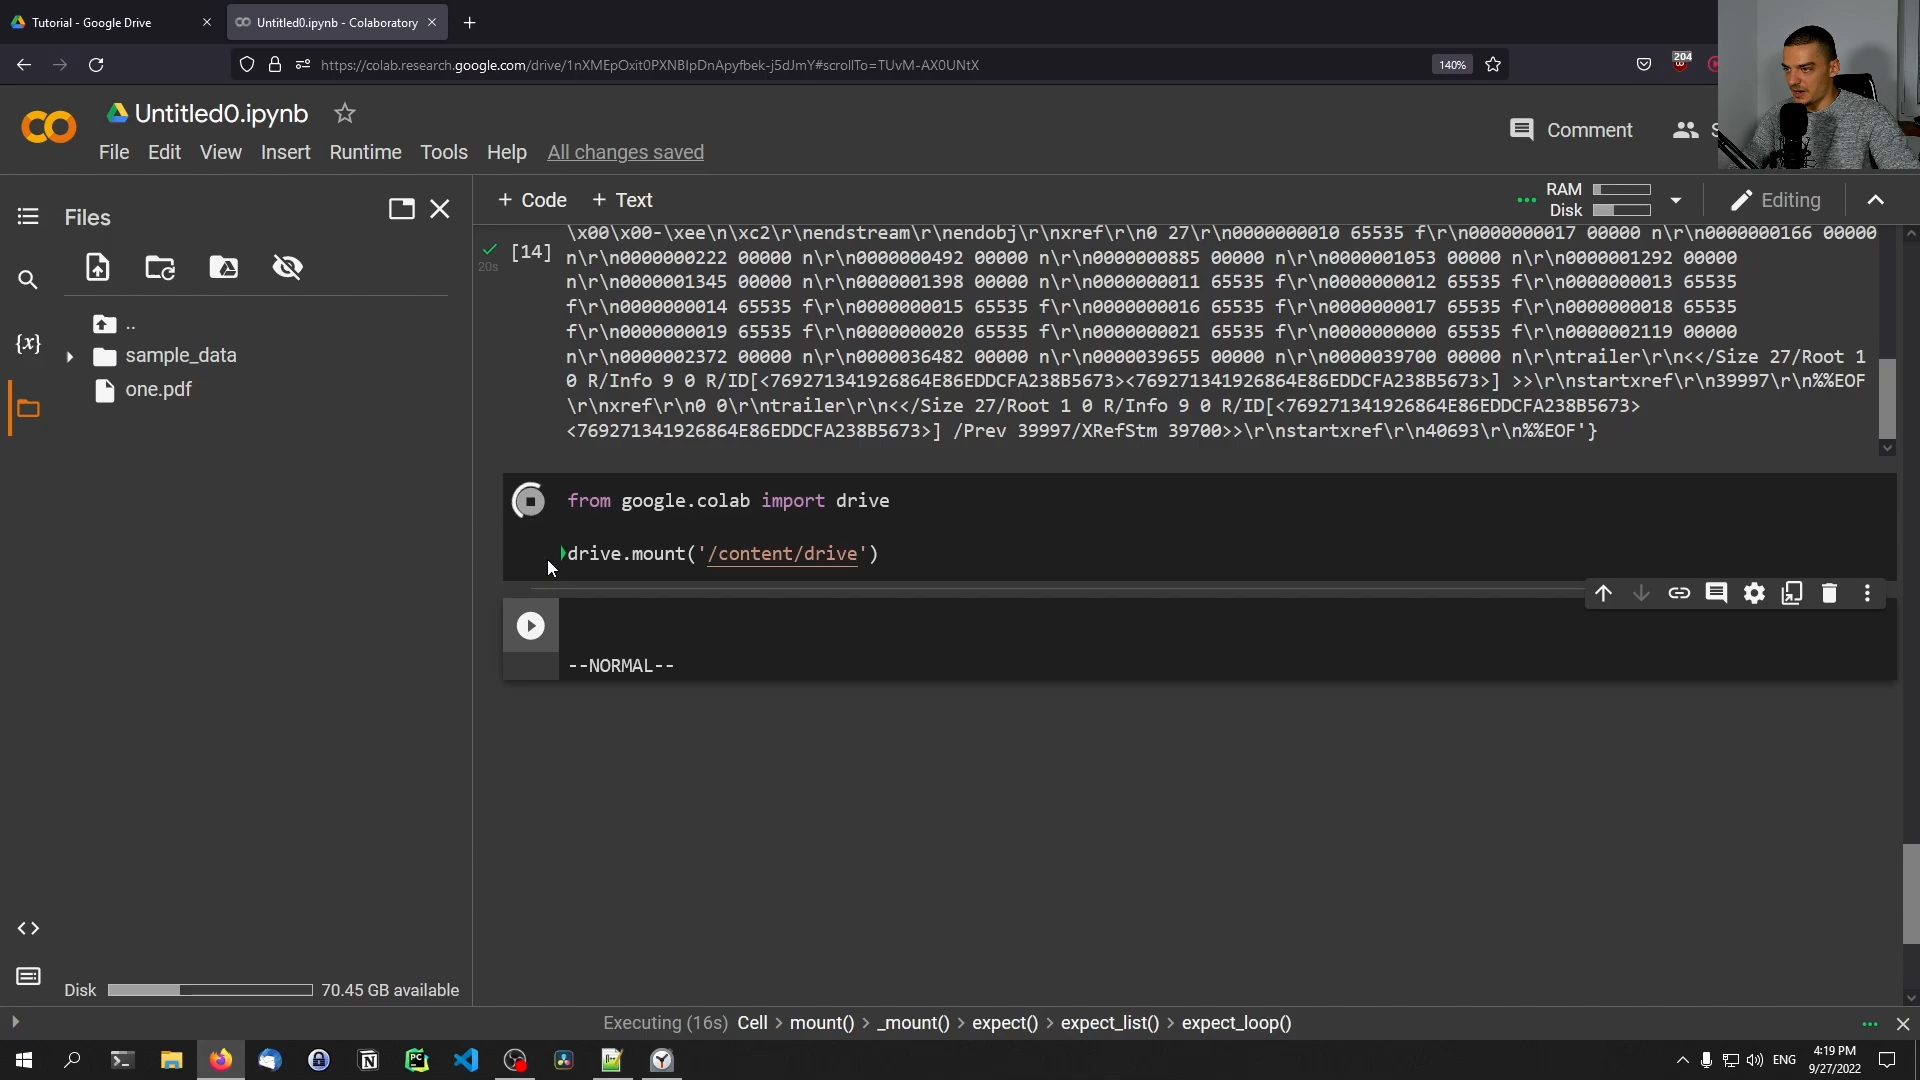 Tutorial - Google Drive
Untitled0.ipynb - Colaboratory
https://colab.research.google.com/drive/1nXMEpOxit0PXNBIpDnApyfbek-j5dJmY#scrollTo=TUvM-AX0UNtX
140%
204
Untitled0.ipynb
Comment
S
File Edit View Insert Runtime Tools Help All changes saved
Files
+ Code + Text
RAM
Disk
Editing
20s
[14]
\x00\x00-\xee\n\xc2\r\nendstream\r\nendobj\r\nxref\r\n0 27\r\n0000000010 65535 f\r\n0000000017 00000 n\r\n0000000166 00000
n\r\n0000000222 00000 n\r\n0000000492 00000 n\r\n0000000885 00000 n\r\n0000001053 00000 n\r\n0000001292 00000
n\r\n0000001345 00000 n\r\n0000001398 00000 n\r\n0000000011 65535 f\r\n0000000012 65535 f\r\n0000000013 65535
f\r\n0000000014 65535 f\r\n0000000015 65535 f\r\n0000000016 65535 f\r\n0000000017 65535 f\r\n0000000018 65535
f\r\n0000000019 65535 f\r\n0000000020 65535 f\r\n0000000021 65535 f\r\n0000000000 65535 f\r\n0000002119 00000
n\r\n0000002372 00000 n\r\n0000036482 00000 n\r\n0000039655 00000 n\r\n0000039700 00000 n\r\n\r\ntrailer\r\n<</Size 27/Root 1
0 R/Info 9 0 R/ID[<769271341926864E86EDDCFA238B5673><769271341926864E86EDDCFA238B5673>] >>\r\nstartxref\r\n39997\r\n%%EOF
\r\nxref\r\n0 0\r\ntrailer\r\n<</Size 27/Root 1 0 R/Info 9 0 R/ID[<769271341926864E86EDDCFA238B5673>
<769271341926864E86EDDCFA238B5673>] /Prev 39997/XRefStm 39700>>\r\nstartxref\r\n40693\r\n%%EOF'}
..
sample_data
one.pdf
from google.colab import drive
drive.mount('/content/drive')
--NORMAL--
Disk
70.45 GB available
Executing (16s) Cell > mount() > _mount() > expect() > expect_list() > expect_loop()
ENG
4:19 PM
9/27/2022